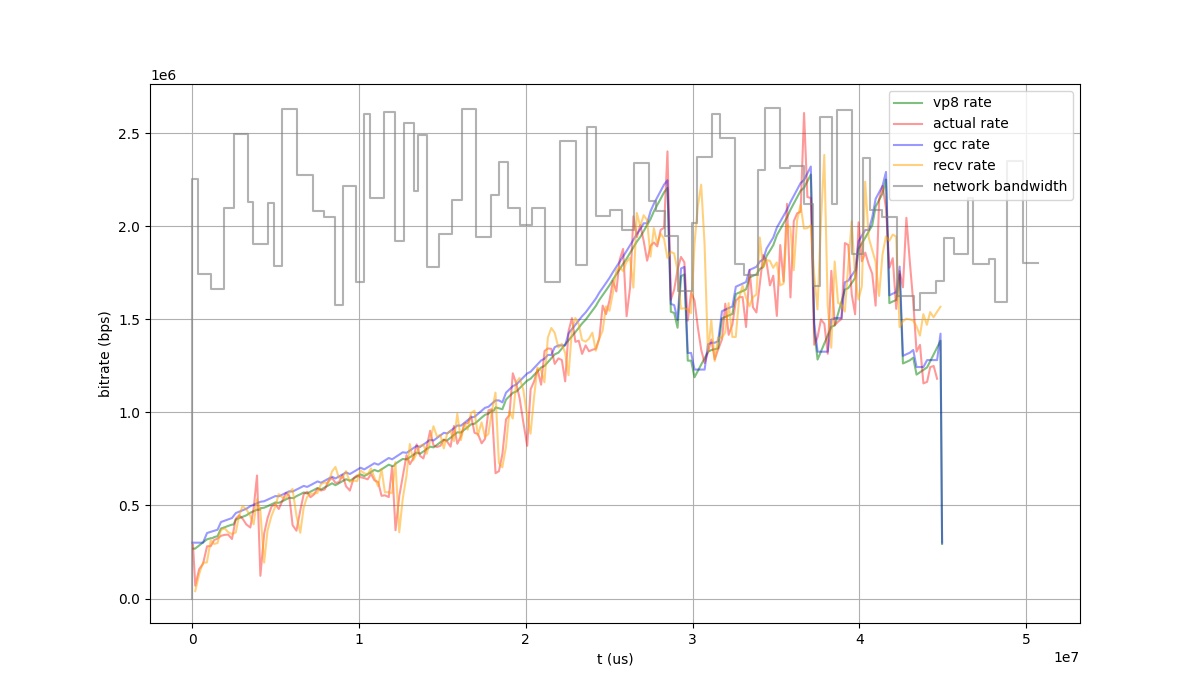 1e6
2.5
2.0
1.5
1.0
0.5
0.0
bitrate (bps)
vp8 rate
actual rate
gcc rate
recv rate
network bandwidth
0 1 2 3 4 5
t (us)
1e7